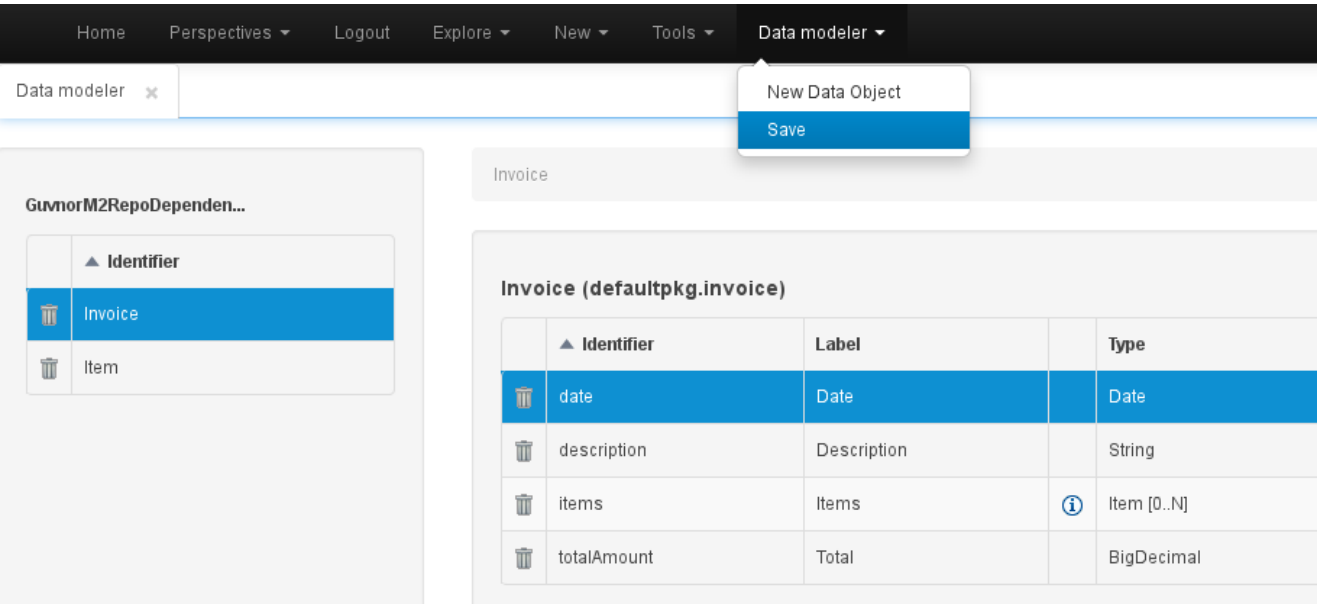 Home Perspectives Logout Explore New Tools Data modeler
Data modeler
New Data Object
Save
Invoice
GuvnorM2RepoDependen...
Identifier
Invoice
Item
Invoice (defaultpkg.invoice)
Identifier Label Type
date Date Date
description Description String
items Items Item [0..N]
totalAmount Total BigDecimal